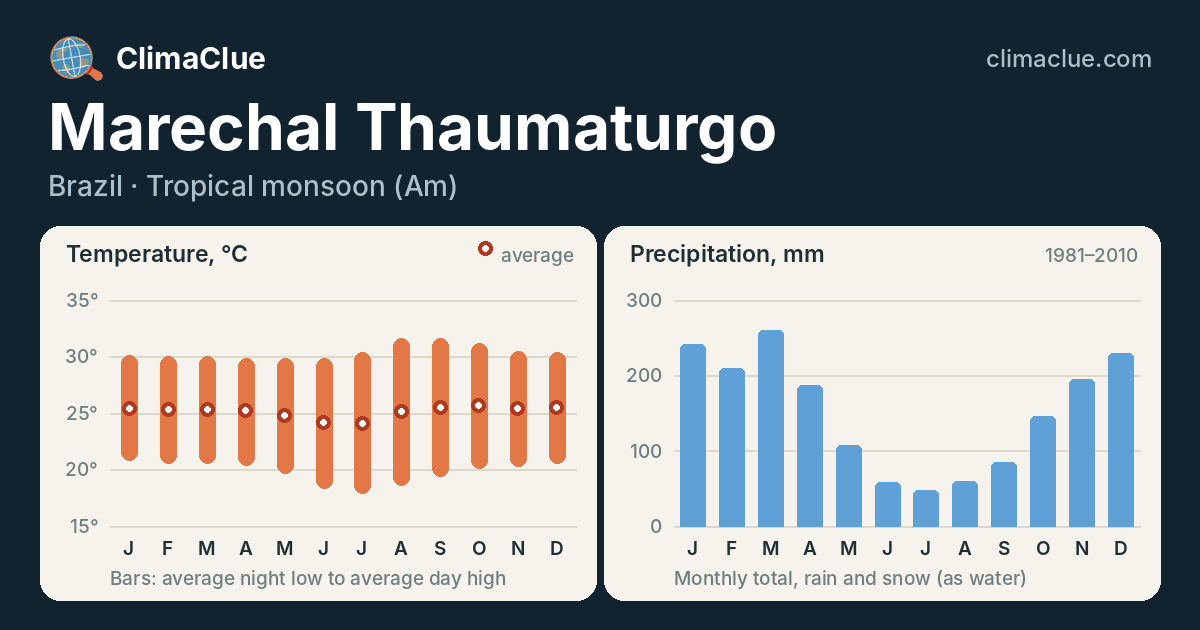 ClimaClue
climaclue.com
Marechal Thaumaturgo
Brazil · Tropical monsoon (Am)
Temperature, °C
average
35°
30°
25°
20°
15°
J F M A M J J A S O N D
Bars: average night low to average day high
Precipitation, mm
1981–2010
300
200
100
0
J F M A M J J A S O N D
Monthly total, rain and snow (as water)